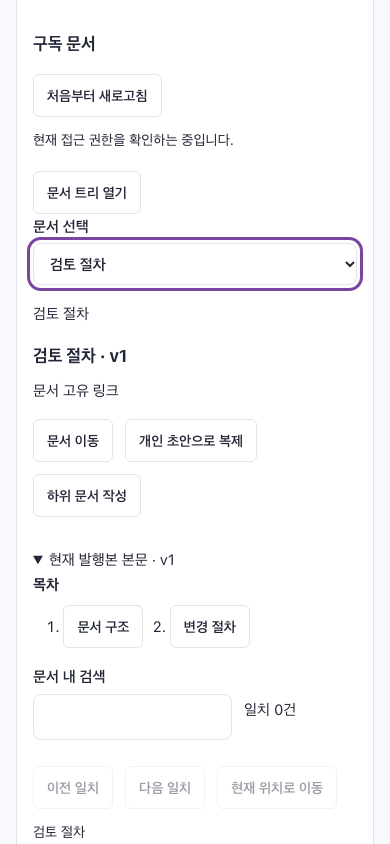 구독 문서
처음부터 새로고침
현재 접근 권한을 확인하는 중입니다.
문서 트리 열기
문서 선택
검토 절차
검토 절차
검토 절차 · v1
문서 고유 링크
문서 이동 개인 초안으로 복제
하위 문서 작성
▼ 현재 발행본 본문 · v1
목차
1. 문서 구조 2. 변경 절차
문서 내 검색
일치 0건
이전 일치 다음 일치 현재 위치로 이동
검토 절차